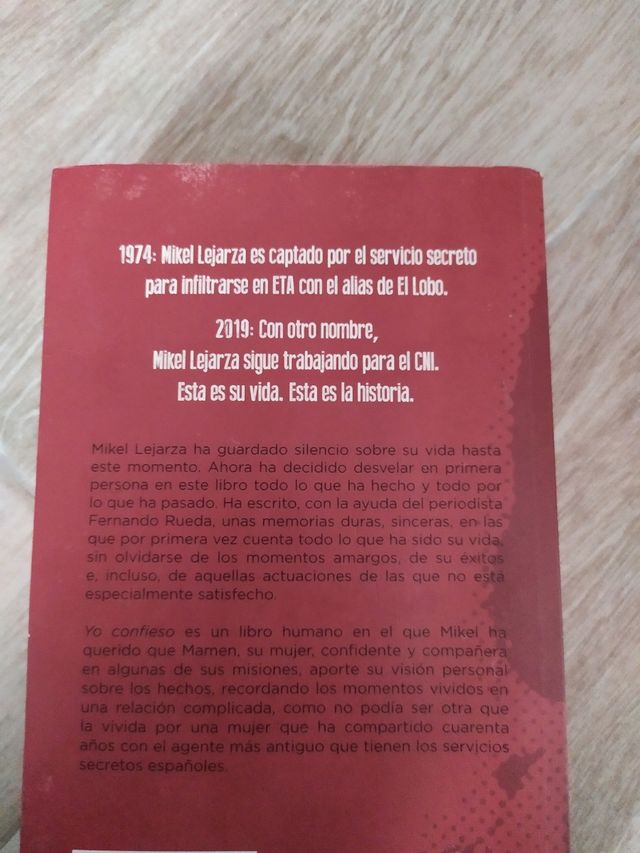 1974: Mikel Lejarza es captado por el servicio secreto
para infiltrarse en ETA con el alias de El Lobo.
2019: Con otro nombre,
Mikel Lejarza sigue trabajando para el CNI.
Esta es su vida. Esta es la historia.
Mikel Lejarza ha guardado silencio sobre su vida hasta
este momento. Ahora ha decidido desvelar en primera
persona en este libro todo lo que ha hecho y todo por
lo que ha pasado. Ha escrito, con la ayuda del periodista
Fernando Rueda, unas memorias duras, sinceras, en las
que por primera vez cuenta todo lo que ha sido su vida,
sin olvidarse de los momentos amargos, de su éxitos
e, incluso, de aquellas actuaciones de las que no está
especialmente satisfecho.
Yo confieso es un libro humano en el que Mikel ha
querido que Mamen, su mujer, confidente y compañera
en algunas de sus misiones, aporte su visión personal
sobre los hechos, recordando los momentos vividos en
una relación complicada, como no podía ser otra que
la vivida por una mujer que ha compartido cuarenta
años con el agente más antiguo que tienen los servicios
secretos españoles.